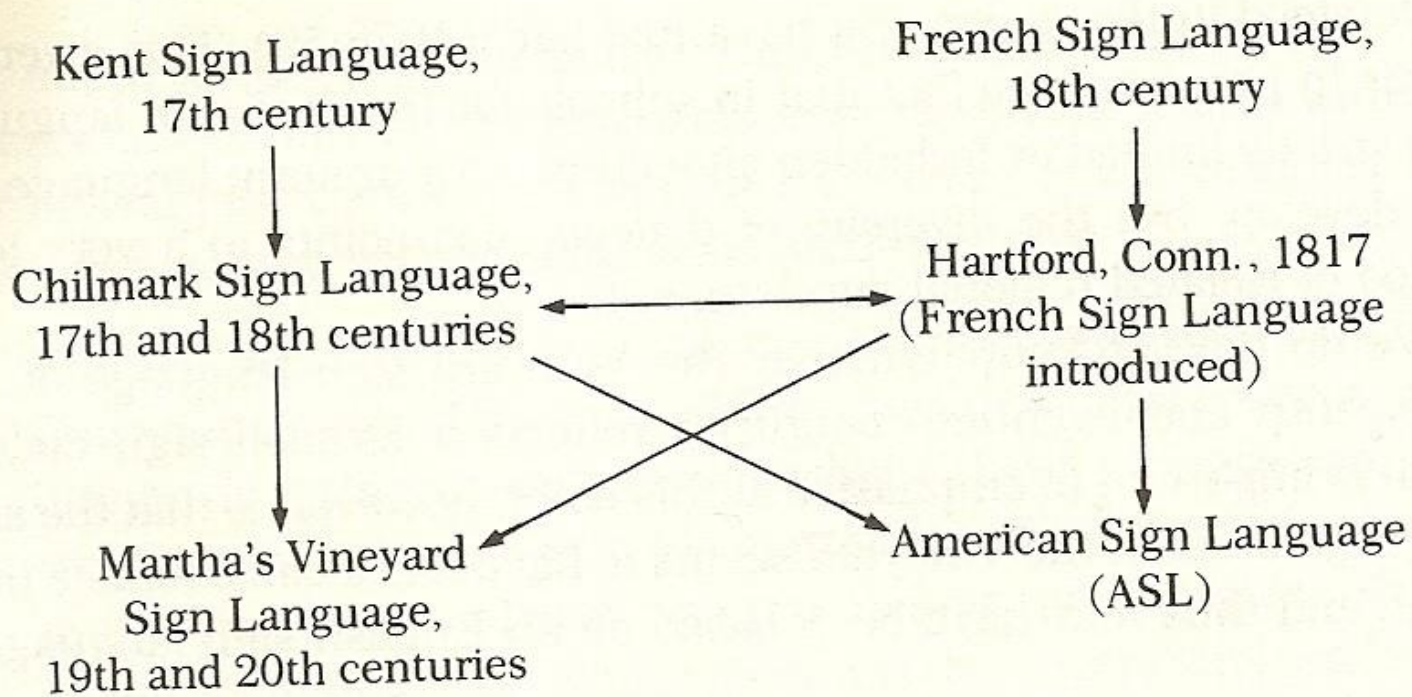 Kent Sign Language,
17th century
French Sign Language,
18th century
Chilmark Sign Language,
17th and 18th centuries
Hartford, Conn., 1817
(French Sign Language
introduced)
Martha's Vineyard
Sign Language,
19th and 20th centuries
American Sign Language
(ASL)